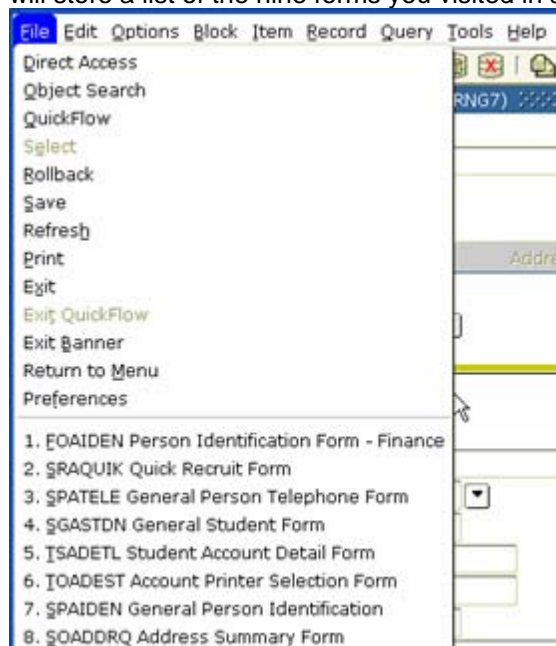 will store a list of the nine forms you visited in
File Edit Options Block Item Record Query Tools Help
Direct Access
Object Search
QuickFlow
RNG7)
Select
Rollback
Save
Refresh
Print
Addre
Exit
Exit QuickFlow
Exit Banner
Return to Menu
Preferences
1. FOAIDEN Person Identification Form - Finance
2. SRAQUIK Quick Recruit Form
3. SPATELE General Person Telephone Form
4. SGASTDN General Student Form
5. TSADETL Student Account Detail Form
6. TOADEST Account Printer Selection Form
7. SPAIDEN General Person Identification
8. SOADDRQ Address Summary Form